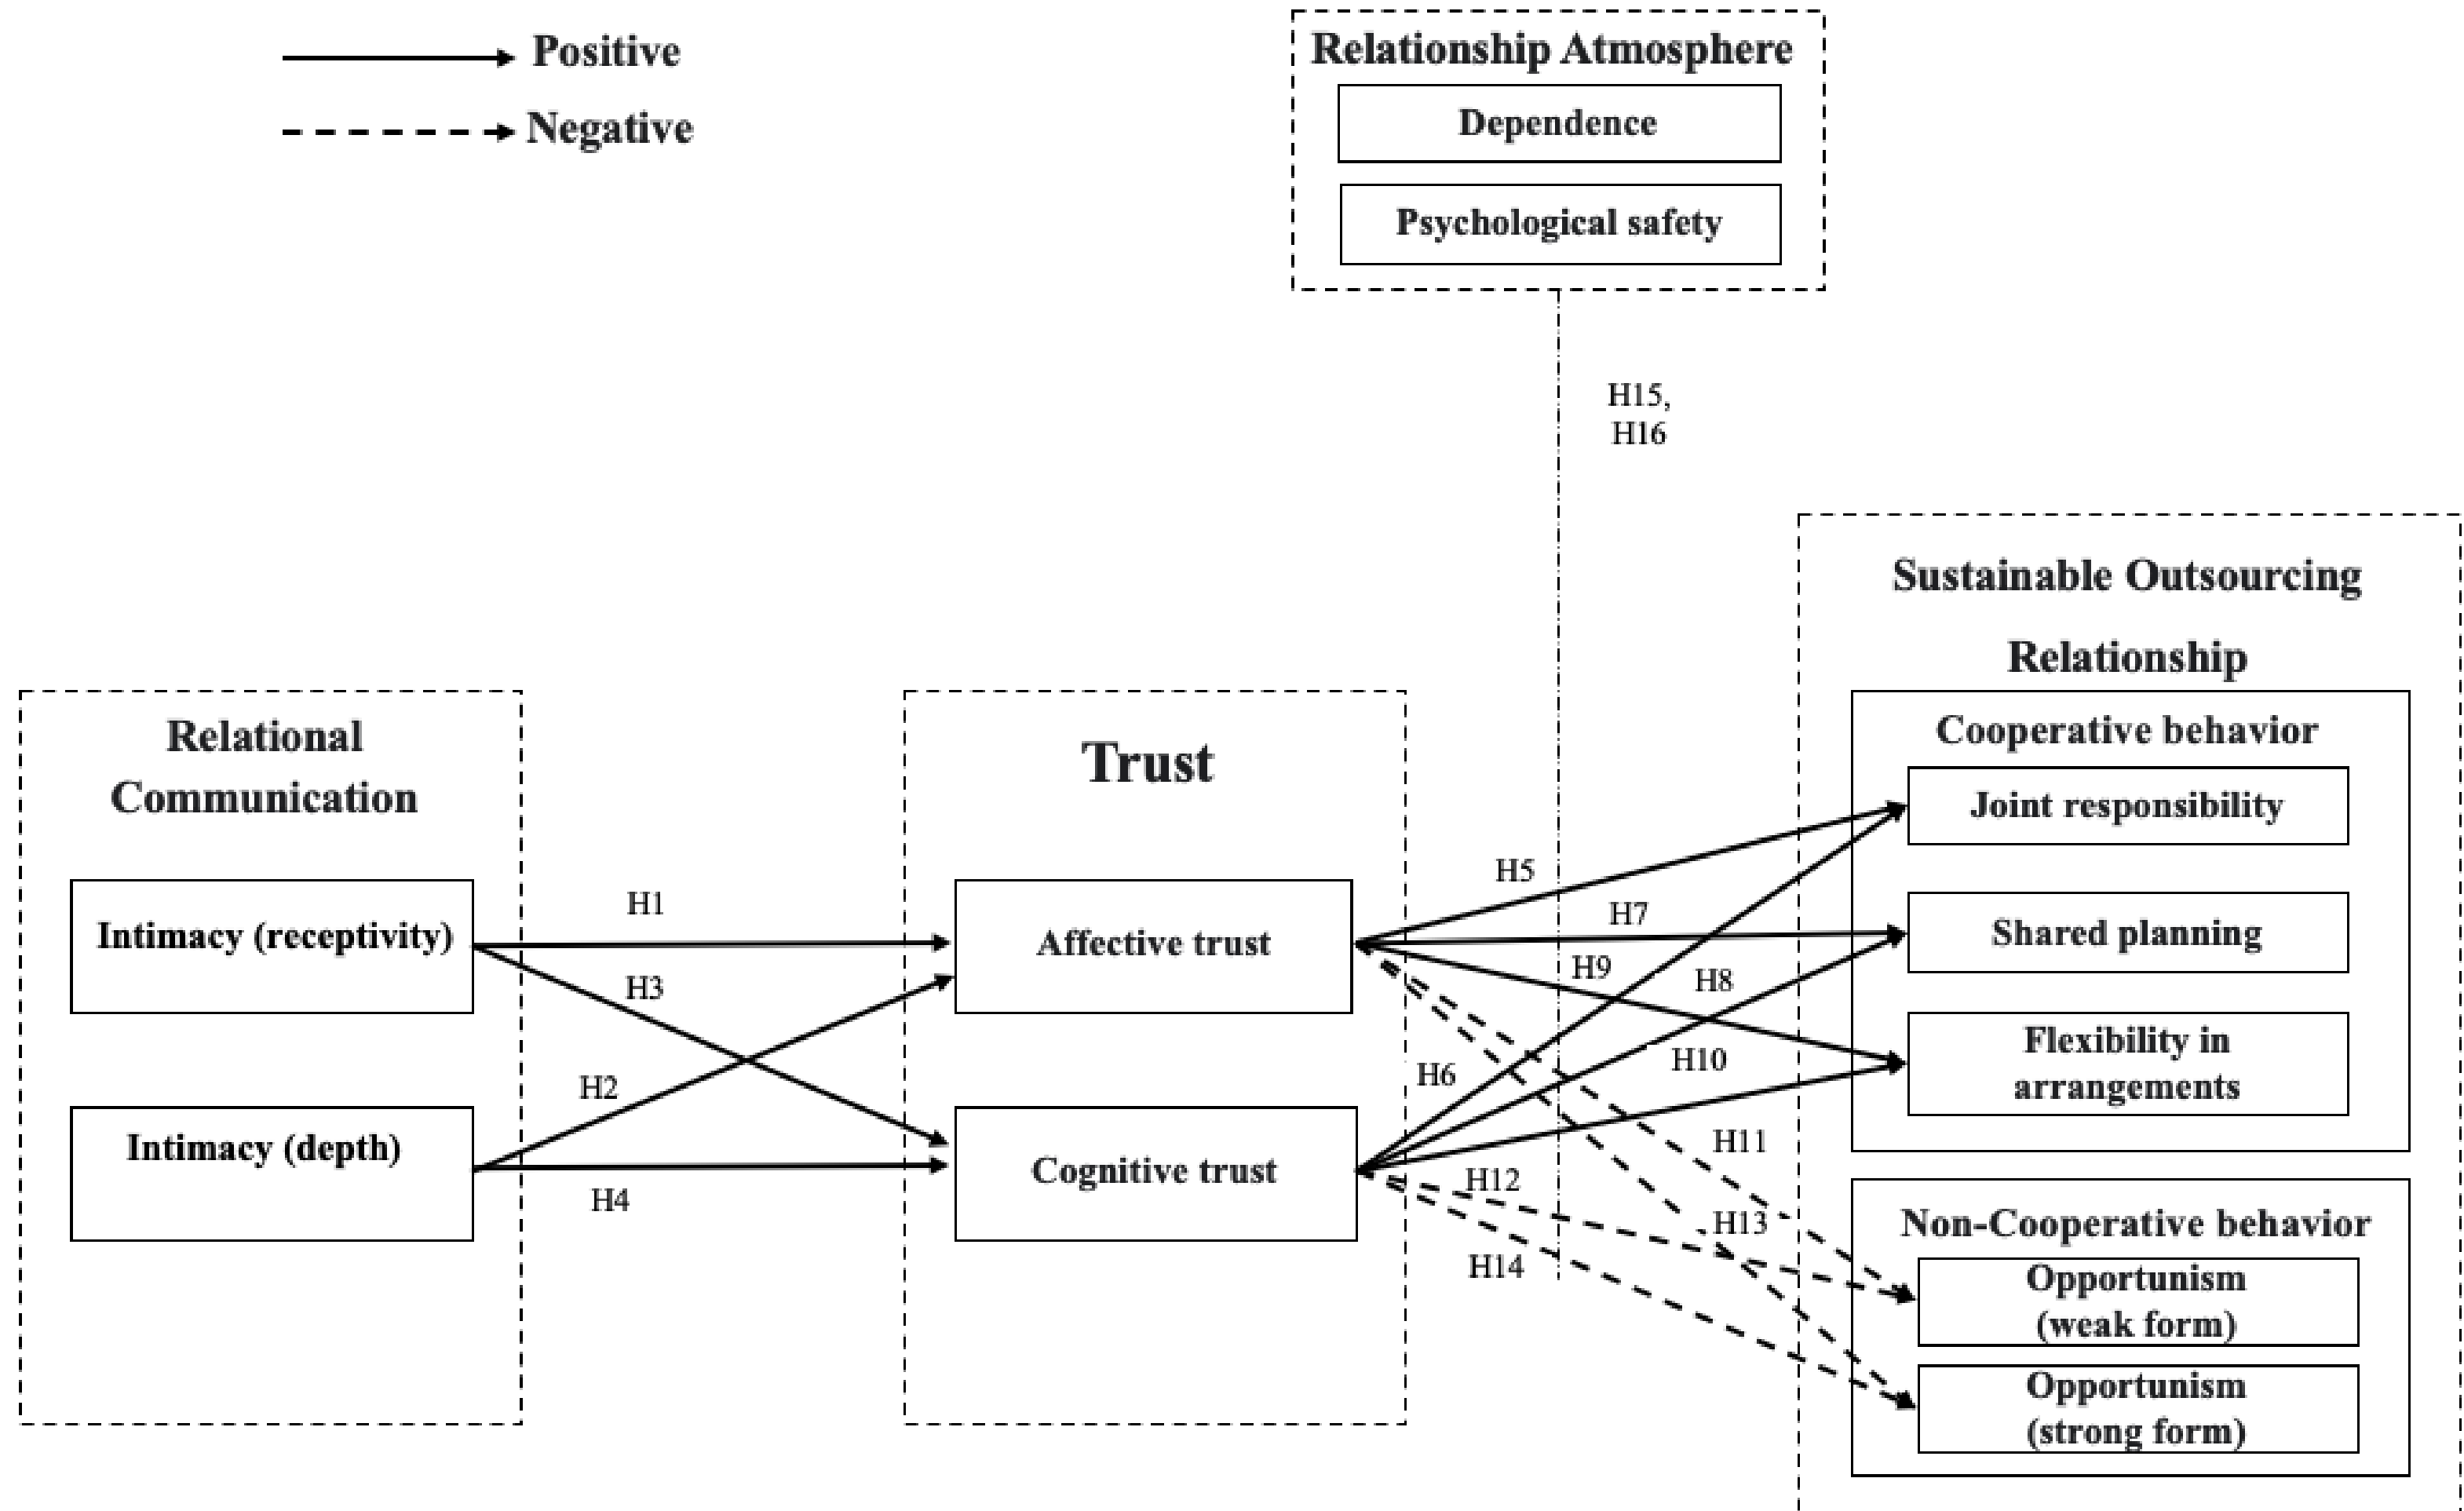 Positive
Negative
Relationship Atmosphere
Dependence
Psychological safety
H15,
H16
Relational
Communication
Intimacy (receptivity)
Intimacy (depth)
H1
H3
H2
H4
Trust
Affective trust
Cognitive trust
H5
H7
H9
H8
H6
H10
H11
H12
H13
H14
Sustainable Outsourcing
Relationship
Cooperative behavior
Joint responsibility
Shared planning
Flexibility in
arrangements
Non-Cooperative behavior
Opportunism
(weak form)
Opportunism
(strong form)